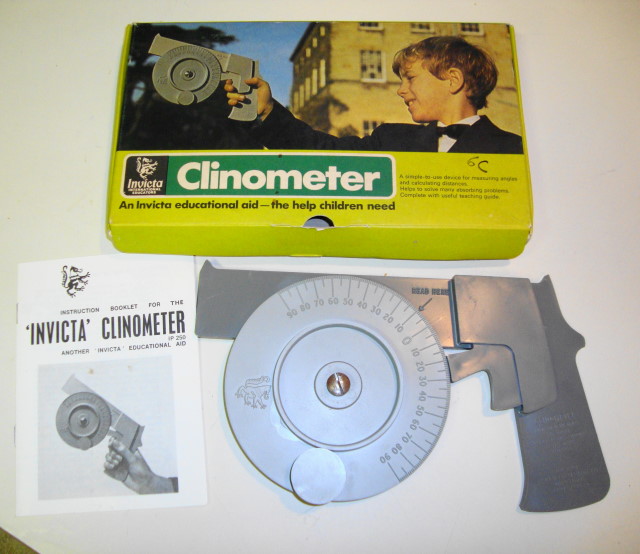 6C
Invicta
INTERNATIONAL
EDUCATORS
Clinometer
A simple-to-use device for measuring angles
and calculating distances.
Helps to solve many absorbing problems.
Complete with useful teaching guide.
An Invicta educational aid—the help children need
INSTRUCTION BOOKLET FOR THE
'INVICTA' CLINOMETER
IP 250
ANOTHER 'INVICTA' EDUCATIONAL AID
READ HERE
90 80 70 60 50 40 30 20 10 0 10 20 30 40 50 60 70 80 90